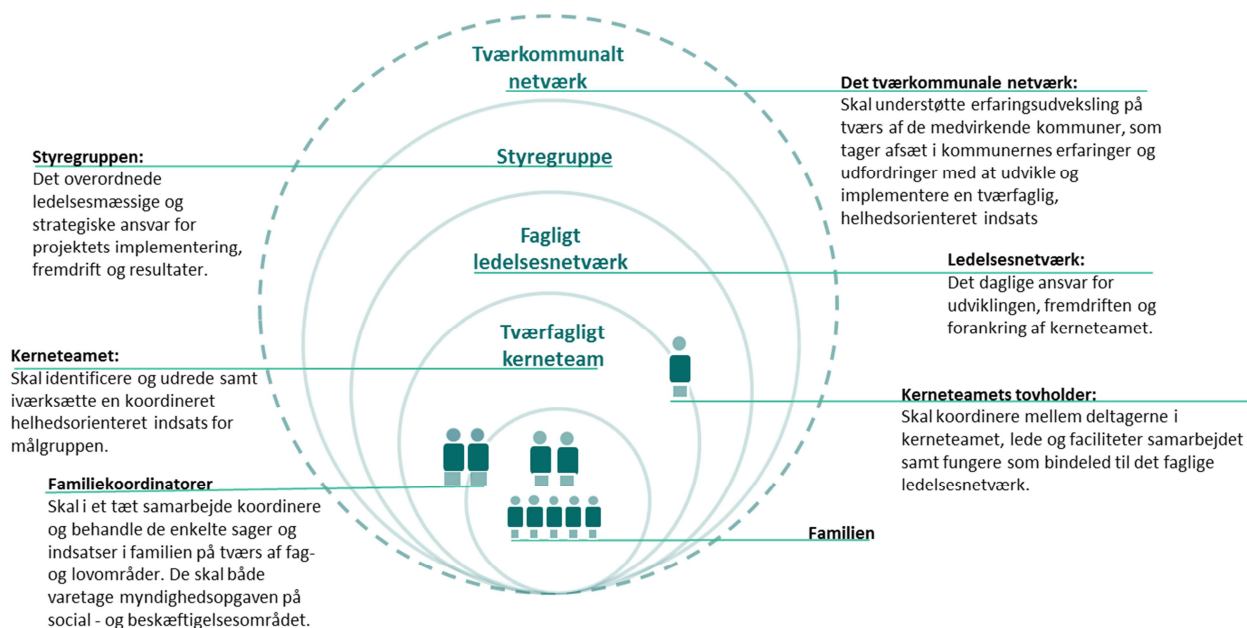 Tværkommunalt
netværk
Styregruppe
Fagligt
ledelsesnetværk
Tværfagligt
kerneteam
Styregruppen:
Det overordnede
ledelsesmæssige og
strategiske ansvar for
projektets implementering,
fremdrift og resultater.
Kerneteamet:
Skal identificere og udrede samt
iværksætte en koordineret
helhedsorienteret indsats for
målgruppen.
Familiekoordinatorer
Skal i et tæt samarbejde koordinere
og behandle de enkelte sager og
indsatser i familien på tværs af fag-
og lovområder. De skal både
varetage myndighedsopgaven på
social - og beskæftigelsesområdet.
Det tværkommunale netværk:
Skal understøtte erfaringsudveksling på
tværs af de medvirkende kommuner, som
tager afsæt i kommunernes erfaringer og
udfordringer med at udvikle og
implementere en tværfaglig,
helhedsorienteret indsats
Ledelsesnetværk:
Det daglige ansvar for
udviklingen, fremdriften og
forankring af kerneteamet.
Kerneteamets tovholder:
Skal koordinere mellem deltagerne i
kerneteamet, lede og faciliteter samarbejdet
samt fungere som bindeled til det faglige
ledelsesnetværk.
Familien